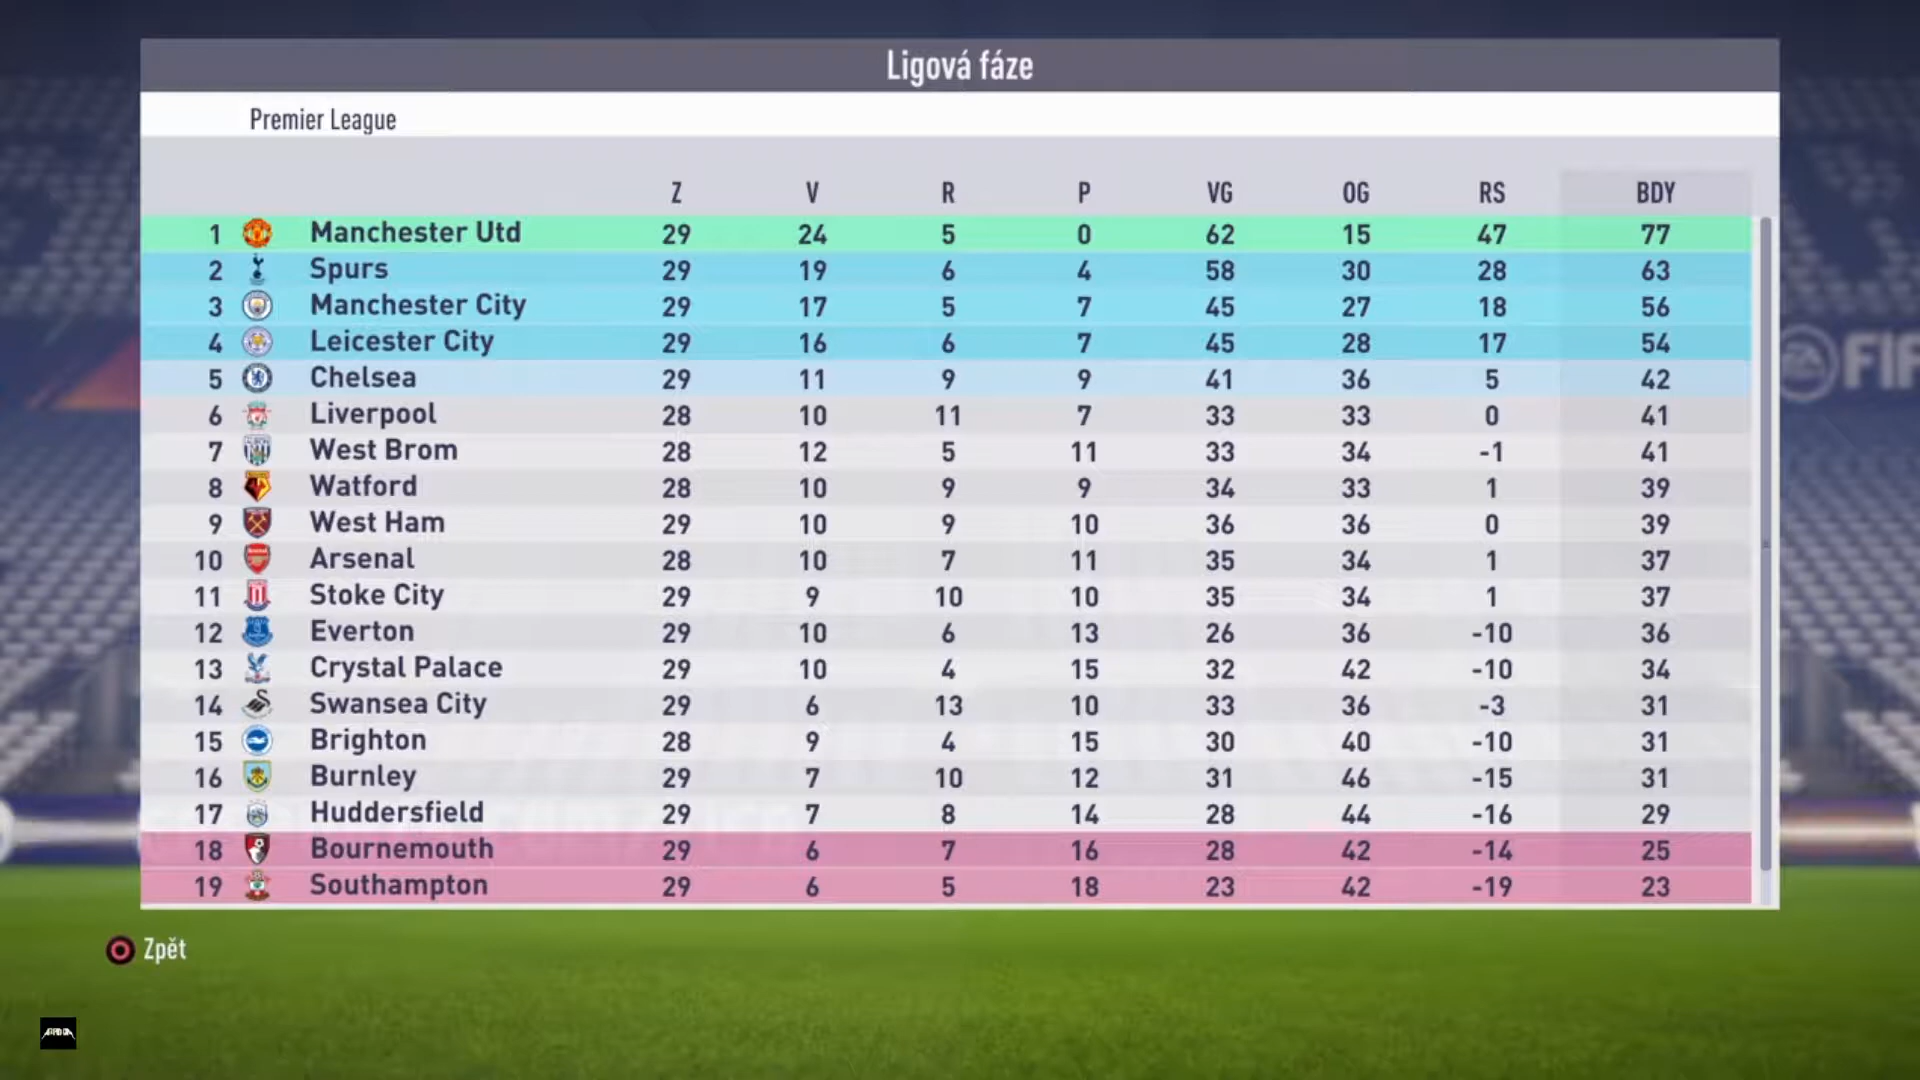 Ligová fáze
Premier League
Z V R P VG OG RS BDY
1 Manchester Utd 29 24 5 0 62 15 47 77
2 Spurs 29 19 6 4 58 30 28 63
3 Manchester City 29 17 5 7 45 27 18 56
4 Leicester City 29 16 6 7 45 28 17 54
5 Chelsea 29 11 9 9 41 36 5 42
6 Liverpool 28 10 11 7 33 33 0 41
7 West Brom 28 12 5 11 33 34 -1 41
8 Watford 28 10 9 9 34 33 1 39
9 West Ham 29 10 9 10 36 36 0 39
10 Arsenal 28 10 7 11 35 34 1 37
11 Stoke City 29 9 10 10 35 34 1 37
12 Everton 29 10 6 13 26 36 -10 36
13 Crystal Palace 29 10 4 15 32 42 -10 34
14 Swansea City 29 6 13 10 33 36 -3 31
15 Brighton 28 9 4 15 30 40 -10 31
16 Burnley 29 7 10 12 31 46 -15 31
17 Huddersfield 29 7 8 14 28 44 -16 29
18 Bournemouth 29 6 7 16 28 42 -14 25
19 Southampton 29 6 5 18 23 42 -19 23
Zpět